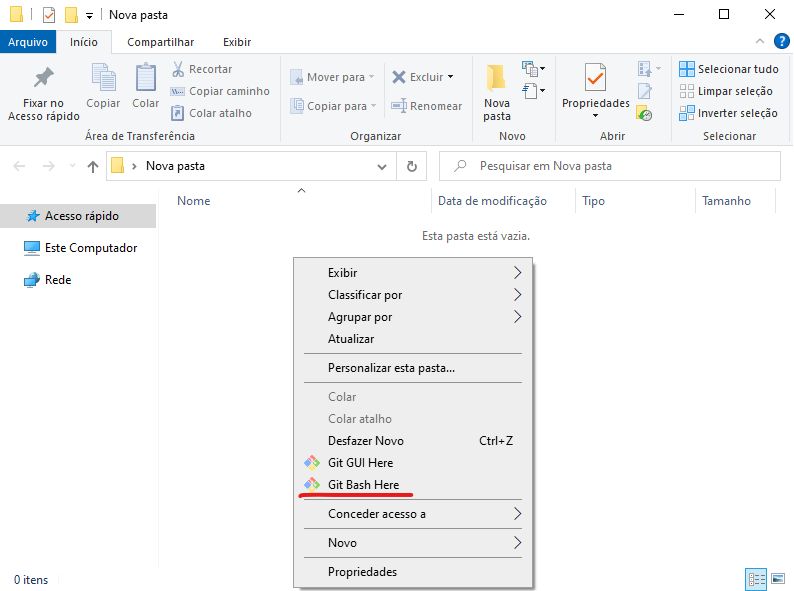 Nova pasta
Arquivo
Início
Compartilhar
Exibir
Fixar no
Acesso rápido
Copiar
Colar
Recortar
Copiar caminho
Colar atalho
Área de Transferência
Mover para
Copiar para
Excluir
Renomear
Organizar
Nova
pasta
Novo
Propriedades
Abrir
Selecionar tudo
Limpar seleção
Inverter seleção
Selecionar
Nova pasta
Pesquisar em Nova pasta
Acesso rápido
Este Computador
Rede
Nome
Data de modificação
Tipo
Tamanho
Esta pasta está vazia.
Exibir
Classificar por
Agrupar por
Atualizar
Personalizar esta pasta...
Colar
Colar atalho
Desfazer Novo Ctrl+Z
Git GUI Here
Git Bash Here
Conceder acesso a
Novo
Propriedades
0 itens